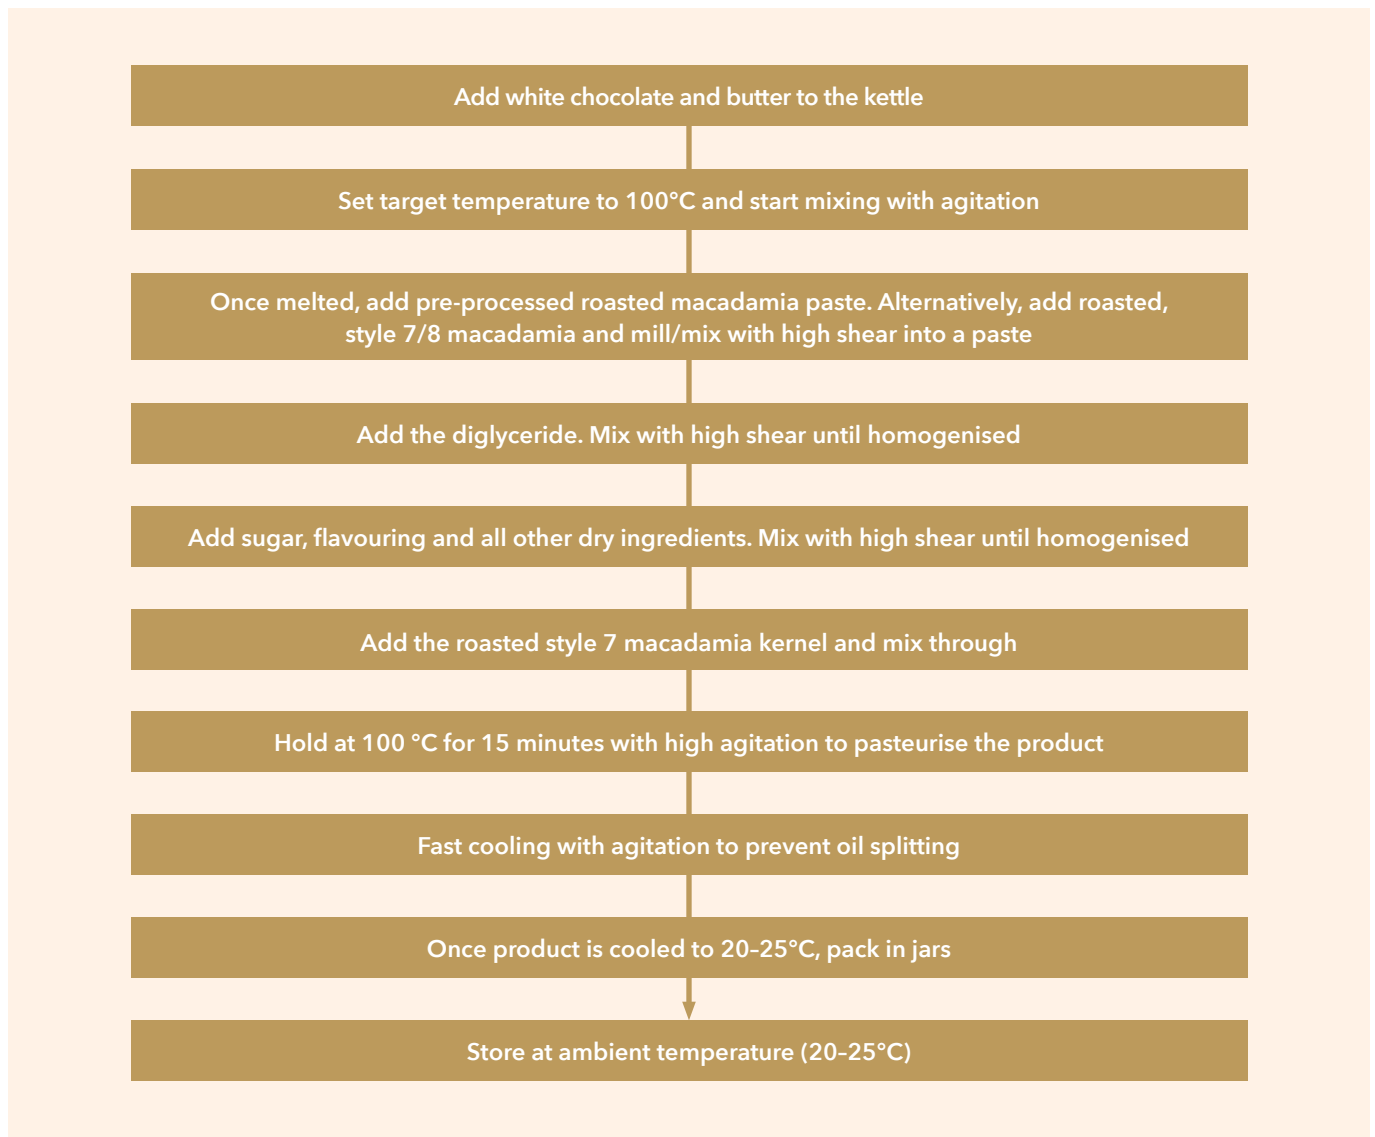 Add white chocolate and butter to the kettle
Set target temperature to 100°C and start mixing with agitation
Once melted, add pre-processed roasted macadamia paste. Alternatively, add roasted,
style 7/8 macadamia and mill/mix with high shear into a paste
Add the diglyceride. Mix with high shear until homogenised
Add sugar, flavouring and all other dry ingredients. Mix with high shear until homogenised
Add the roasted style 7 macadamia kernel and mix through
Hold at 100 °C for 15 minutes with high agitation to pasteurise the product
Fast cooling with agitation to prevent oil splitting
Once product is cooled to 20–25°C, pack in jars
Store at ambient temperature (20–25°C)